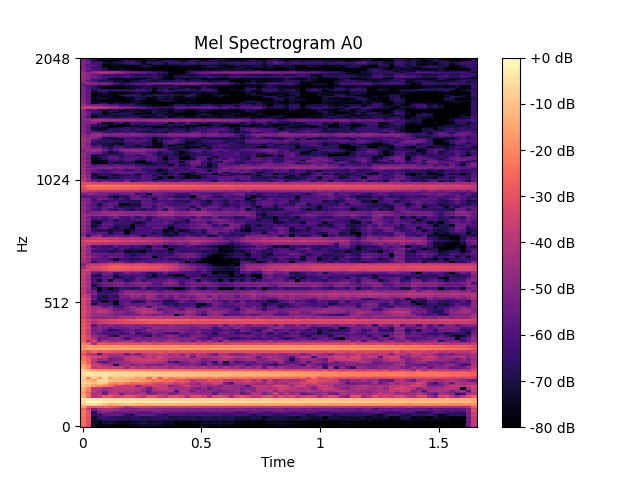 Mel Spectrogram A0
2048
1024
512
0
Hz
0
0.5
1
1.5
Time
+0 dB
-10 dB
-20 dB
-30 dB
-40 dB
-50 dB
-60 dB
-70 dB
-80 dB